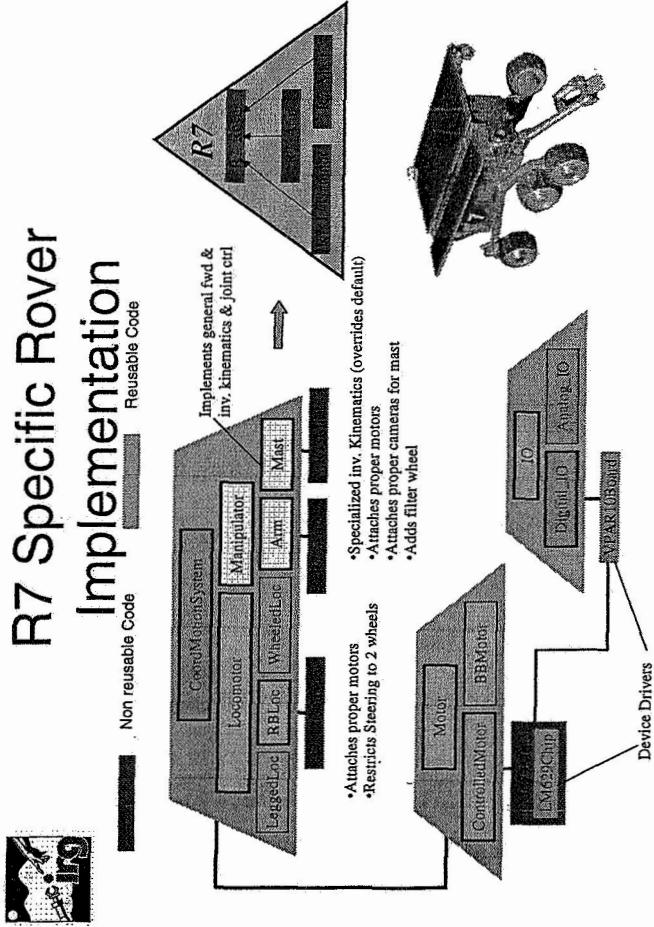 R7 Specific Rover
Implementation
Non reusable Code
Reusable Code
CoordMotionSystem
Locomotor
Manipulator
LeggedLoc
RBLoc
WheeledLoc
Arm
Mast
Implements general fwd &
inv. kinematics & joint ctrl
R7
•Attaches proper motors
•Restricts Steering to 2 wheels
•Specialized inv. Kinematics (overrides default)
•Attaches proper motors
•Attaches proper cameras for mast
•Adds filter wheel
Motor
ControlledMotor
BBMotor
LM629Chip
IO
Digital_IO
Analog_IO
VPAR10Board
Device Drivers